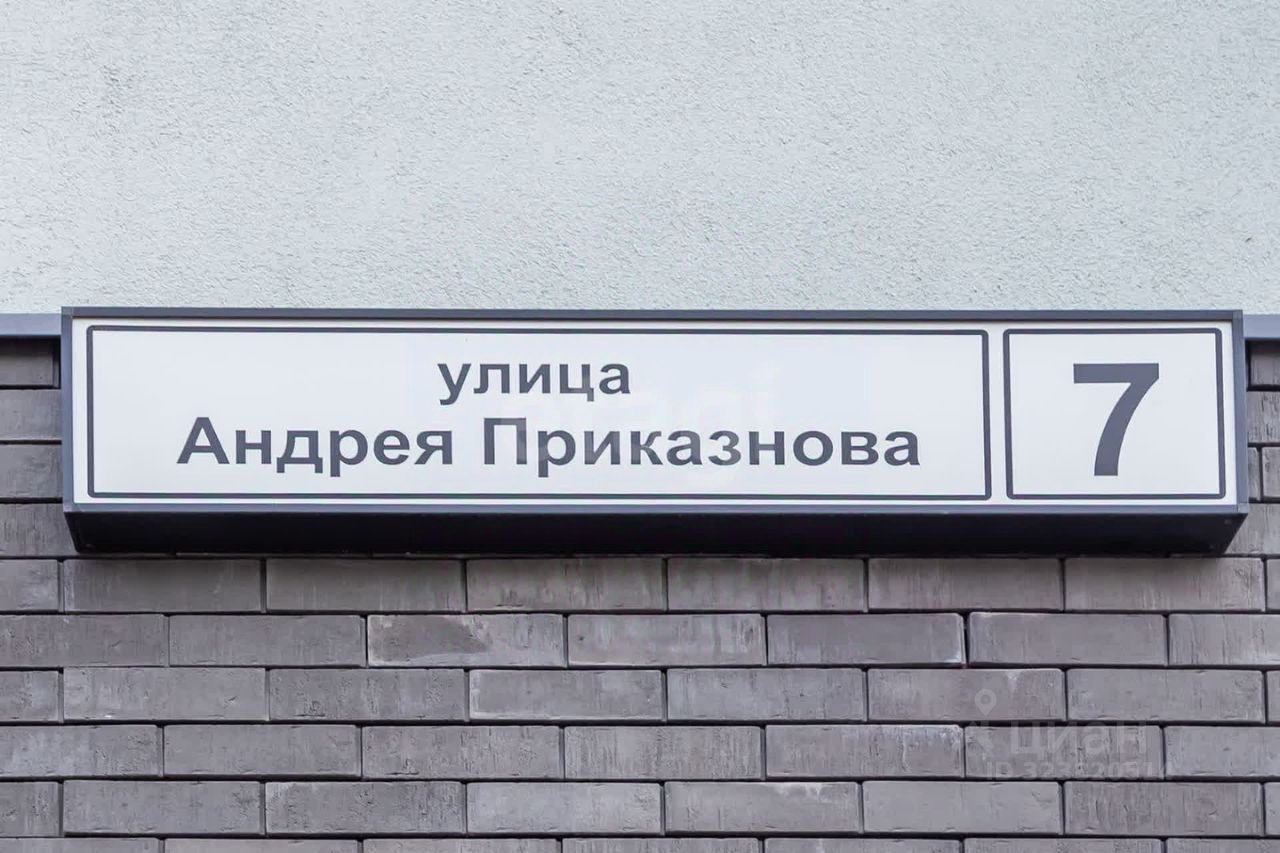 улица
Андрея Приказнова
7
циан